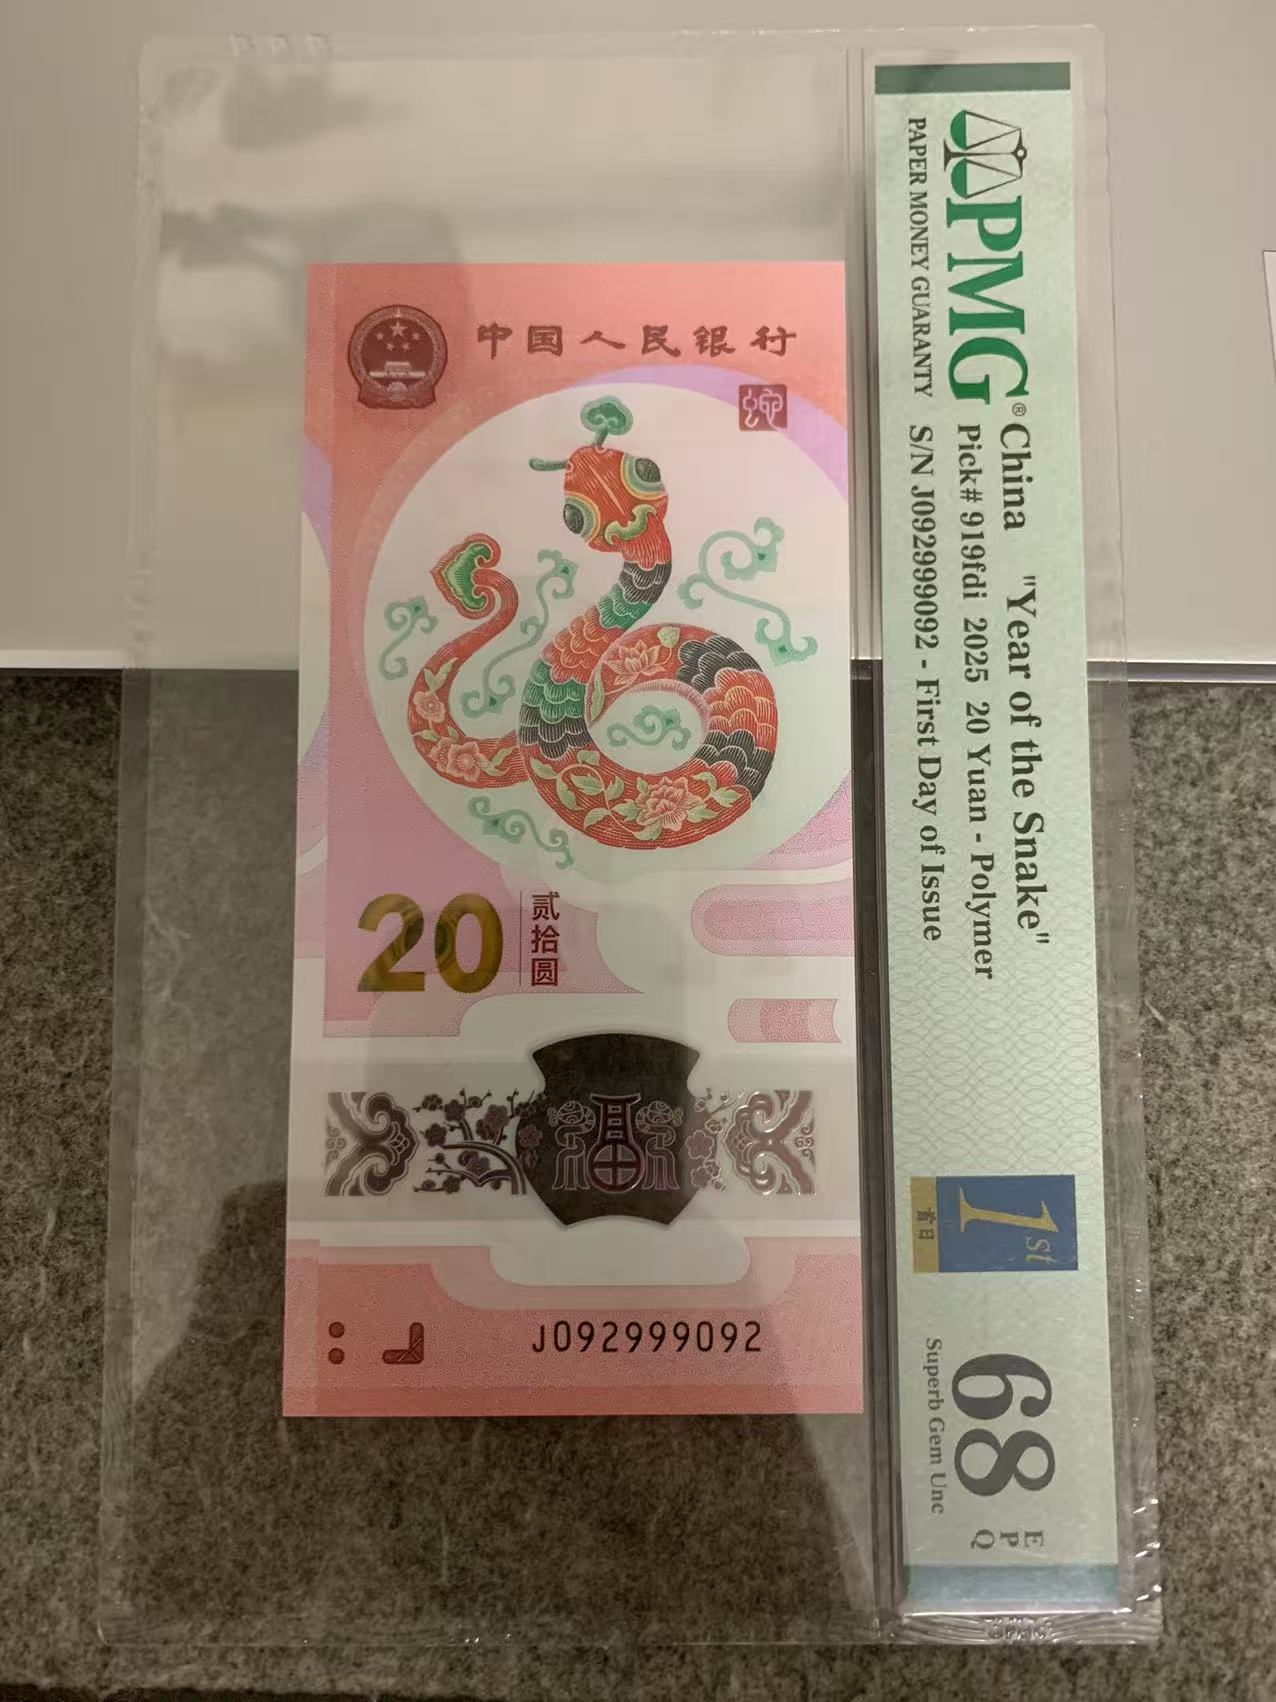 中国人民银行
蛇
20
贰拾圆
J092999092
PMG®
PAPER MONEY GUARANTY
China "Year of the Snake"
Pick# 919fdi 2025 20 Yuan - Polymer
S/N J092999092 - First Day of Issue
1st
首日
68
EPQ
Superb Gem Unc